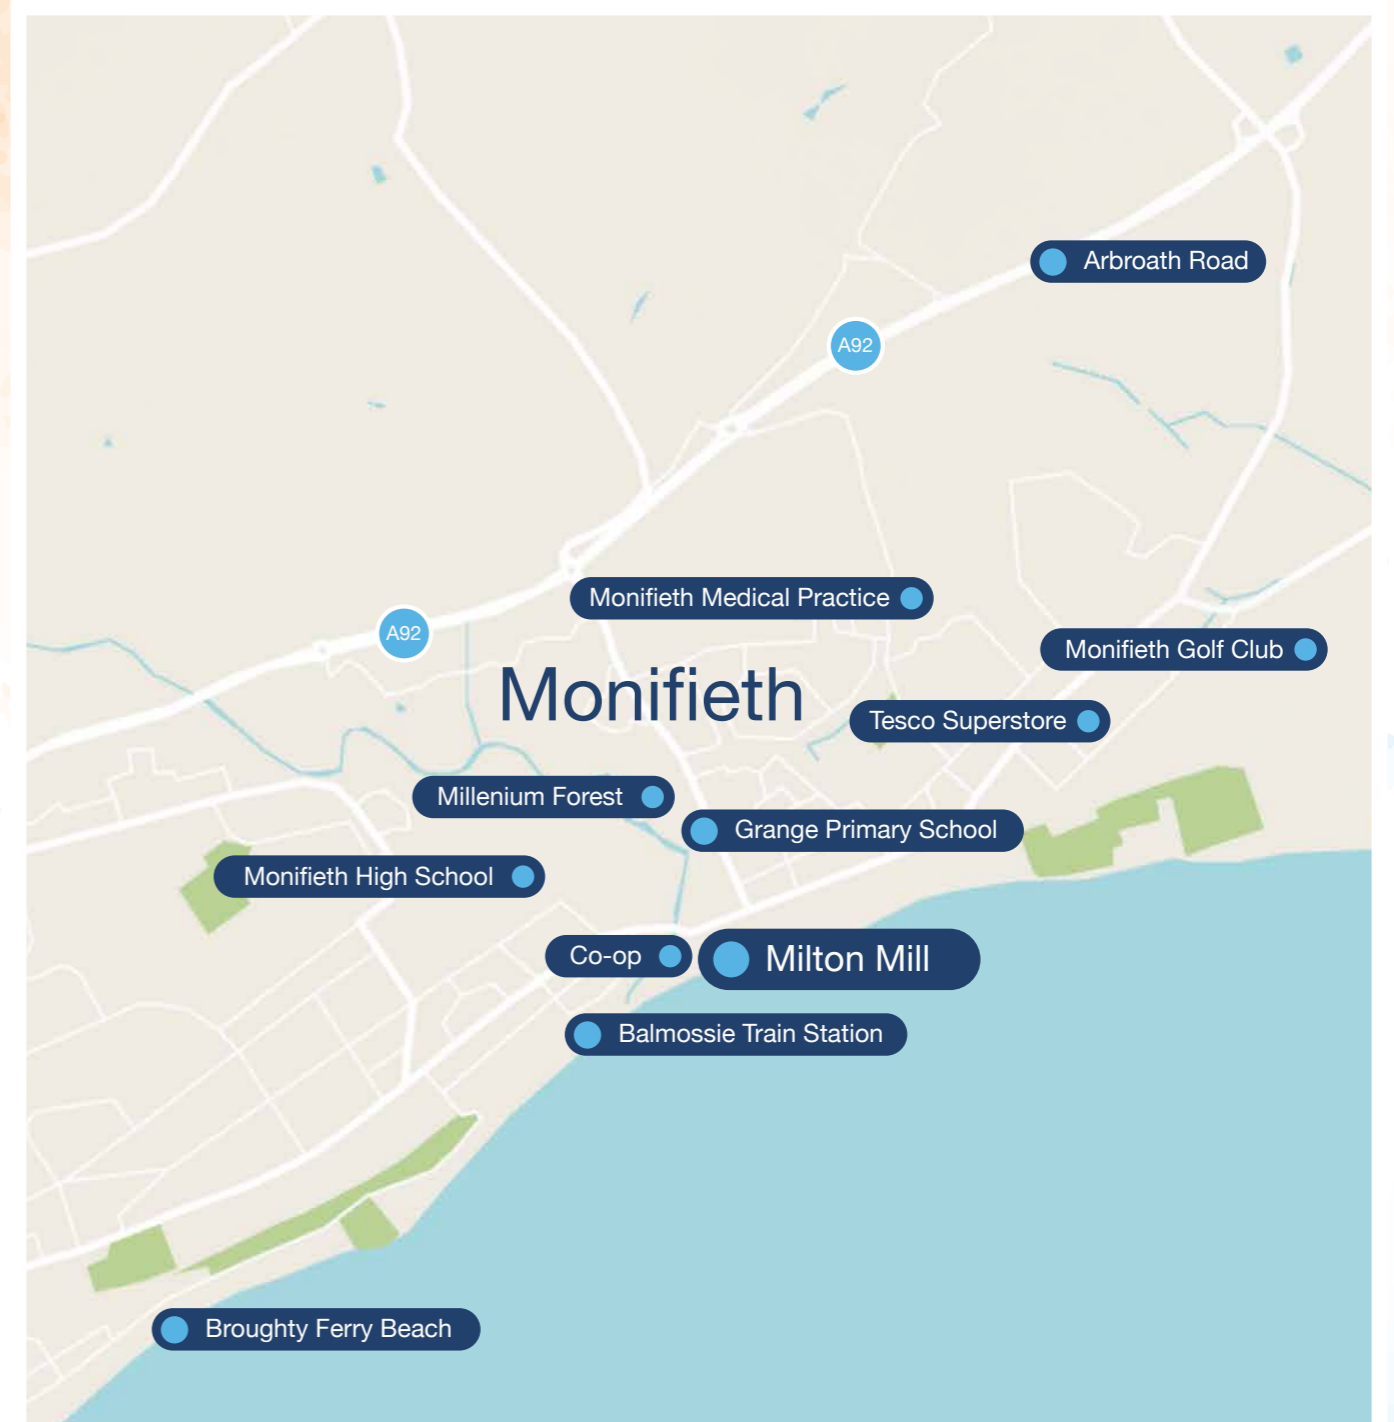 Arbroath Road
A92
Monifieth Medical Practice
A92
Monifieth Golf Club
Monifieth
Tesco Superstore
Millenium Forest
Grange Primary School
Monifieth High School
Co-op
Milton Mill
Balmossie Train Station
Broughty Ferry Beach